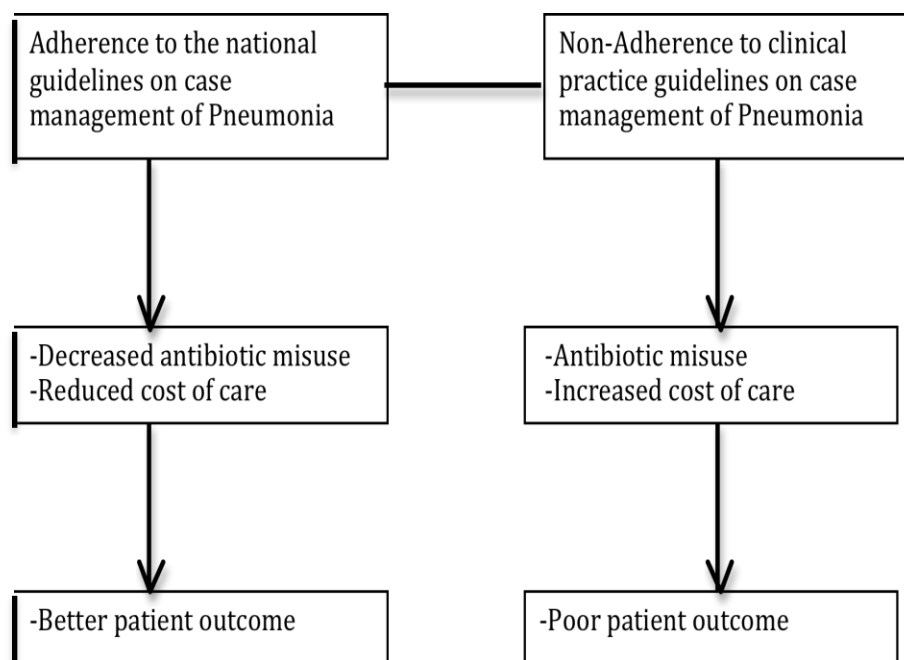 Adherence to the national
guidelines on case
management of Pneumonia
Non-Adherence to clinical
practice guidelines on case
management of Pneumonia
-Decreased antibiotic misuse
-Reduced cost of care
-Antibiotic misuse
-Increased cost of care
-Better patient outcome
-Poor patient outcome